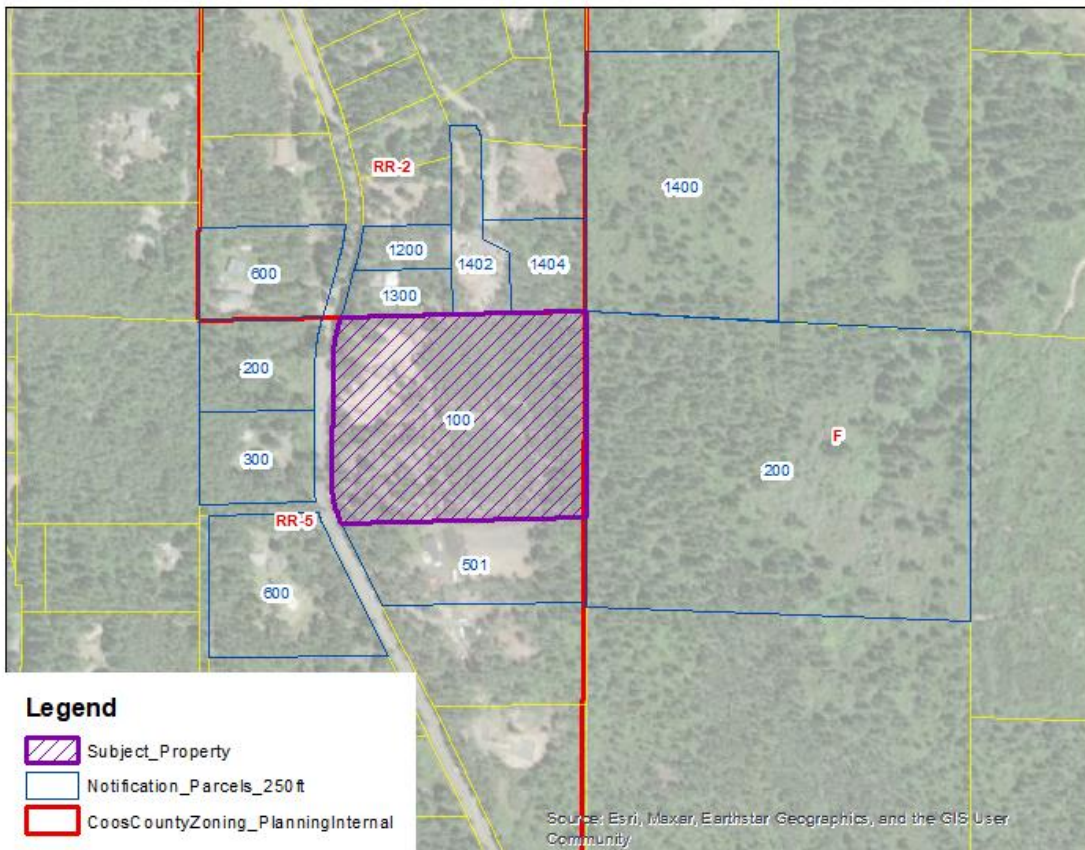 RR-2
1400
1200
600
1402
1404
1300
200
100
300
F
200
RR-5
501
600
Legend
Subject_Property
Notification_Parcels_250ft
CoosCountyZoning_PlanningInternal
Source: Esri, Maxar, Earthstar Geographics, and the GIS User
Community